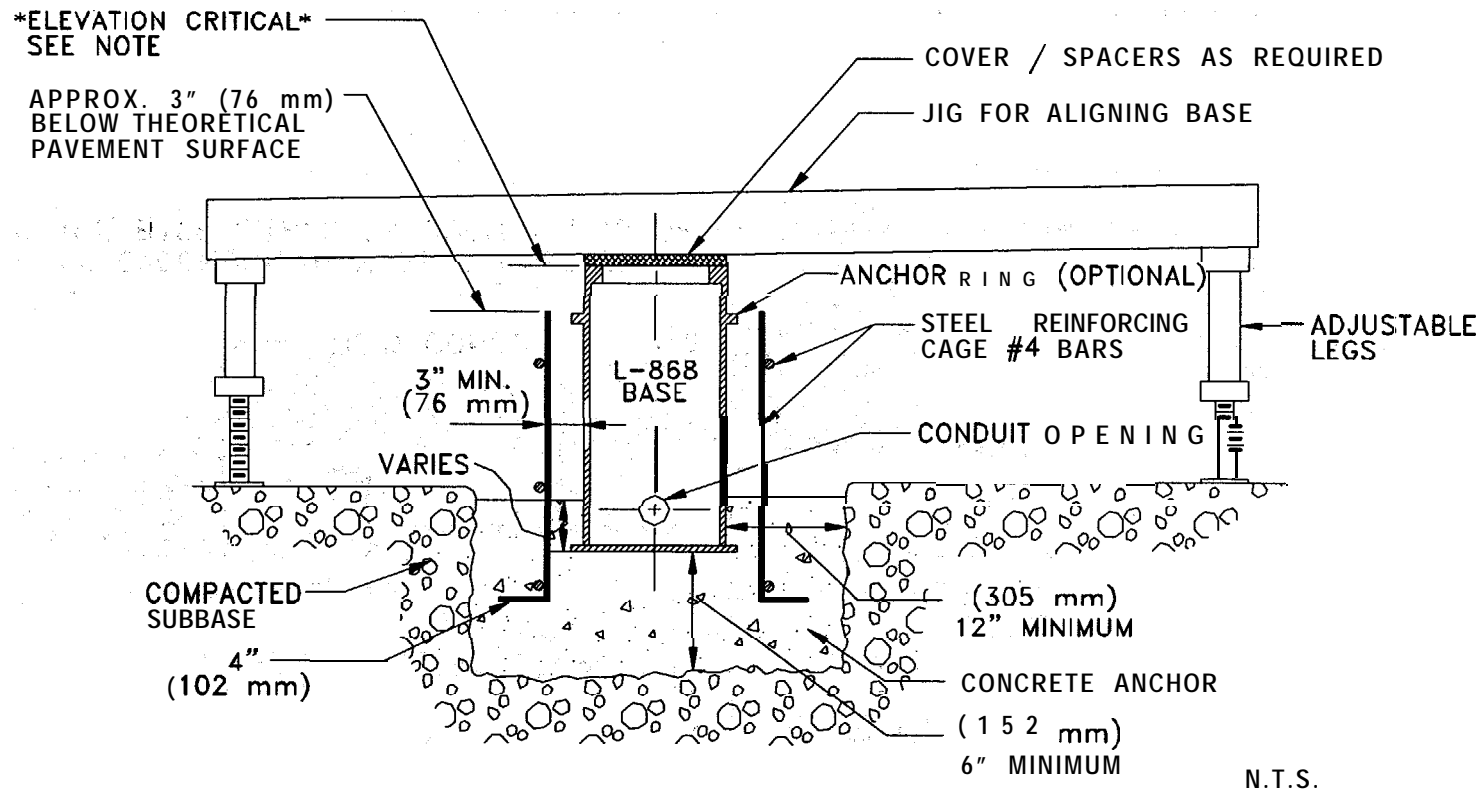 *ELEVATION CRITICAL*
SEE NOTE
APPROX. 3" (76 mm)
BELOW THEORETICAL
PAVEMENT SURFACE
COVER / SPACERS AS REQUIRED
JIG FOR ALIGNING BASE
ANCHOR RING (OPTIONAL)
STEEL REINFORCING
CAGE #4 BARS
ADJUSTABLE
LEGS
L-868
BASE
3" MIN.
(76 mm)
CONDUIT OPENING
VARIES
COMPACTED
SUBBASE
4"
(102 mm)
(305 mm)
12" MINIMUM
CONCRETE ANCHOR
(152 mm)
6" MINIMUM
N.T.S.